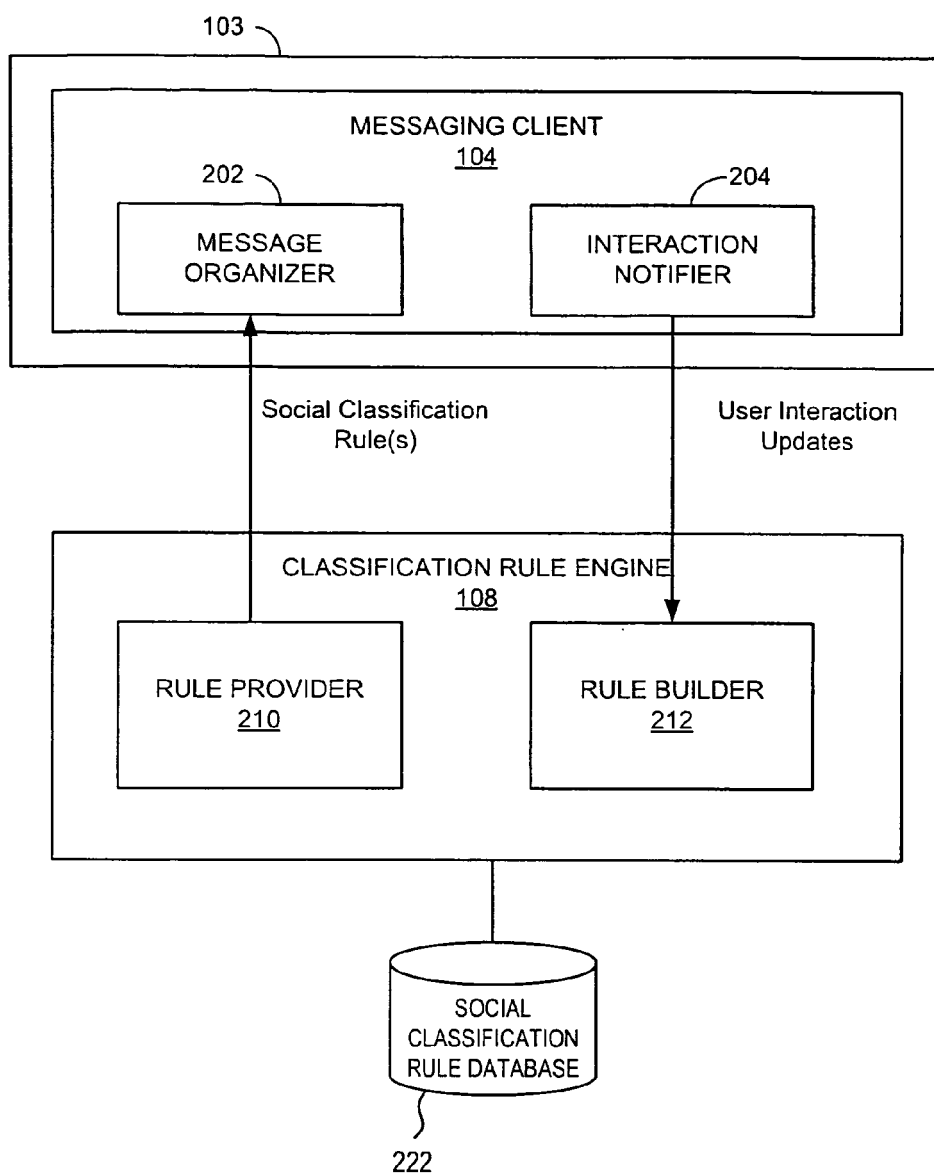 103
MESSAGING CLIENT
104
202
204
MESSAGE
ORGANIZER
INTERACTION
NOTIFIER
Social Classification
Rule(s)
User Interaction
Updates
CLASSIFICATION RULE ENGINE
108
RULE PROVIDER
210
RULE BUILDER
212
SOCIAL
CLASSIFICATION
RULE DATABASE
222